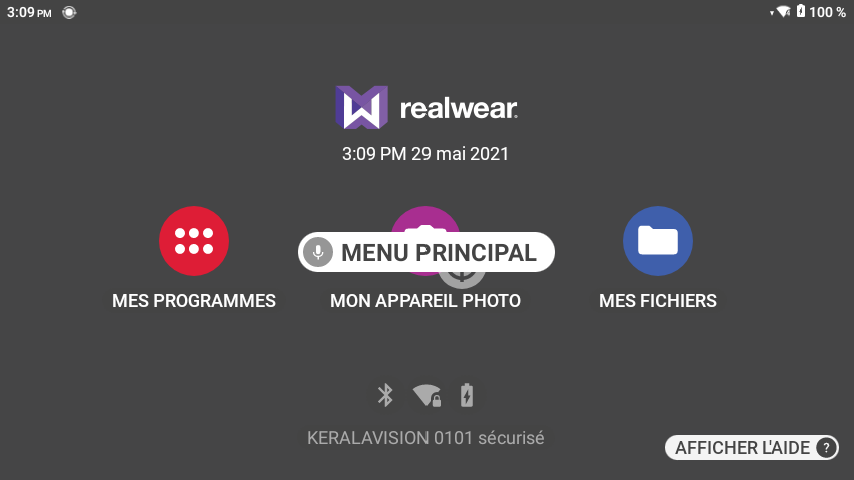 3:09 PM
100 %
realwear
3:09 PM 29 mai 2021
MENU PRINCIPAL
MES PROGRAMMES
MON APPAREIL PHOTO
MES FICHIERS
KERALAVISION 0101 sécurisé
AFFICHER L'AIDE ?